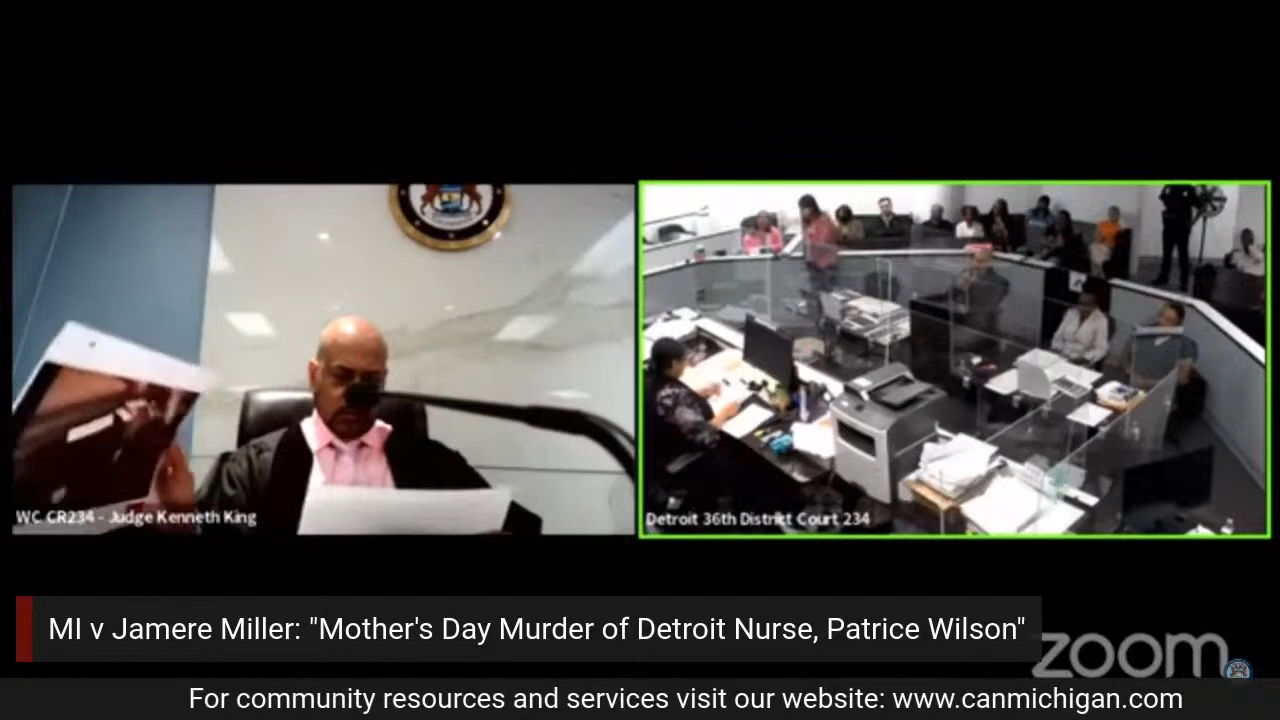 WC CR234 - Judge Kenneth King
Detroit 36th District Court 234
MI v Jamere Miller: "Mother's Day Murder of Detroit Nurse, Patrice Wilson"
zoom
For community resources and services visit our website: www.canmichigan.com